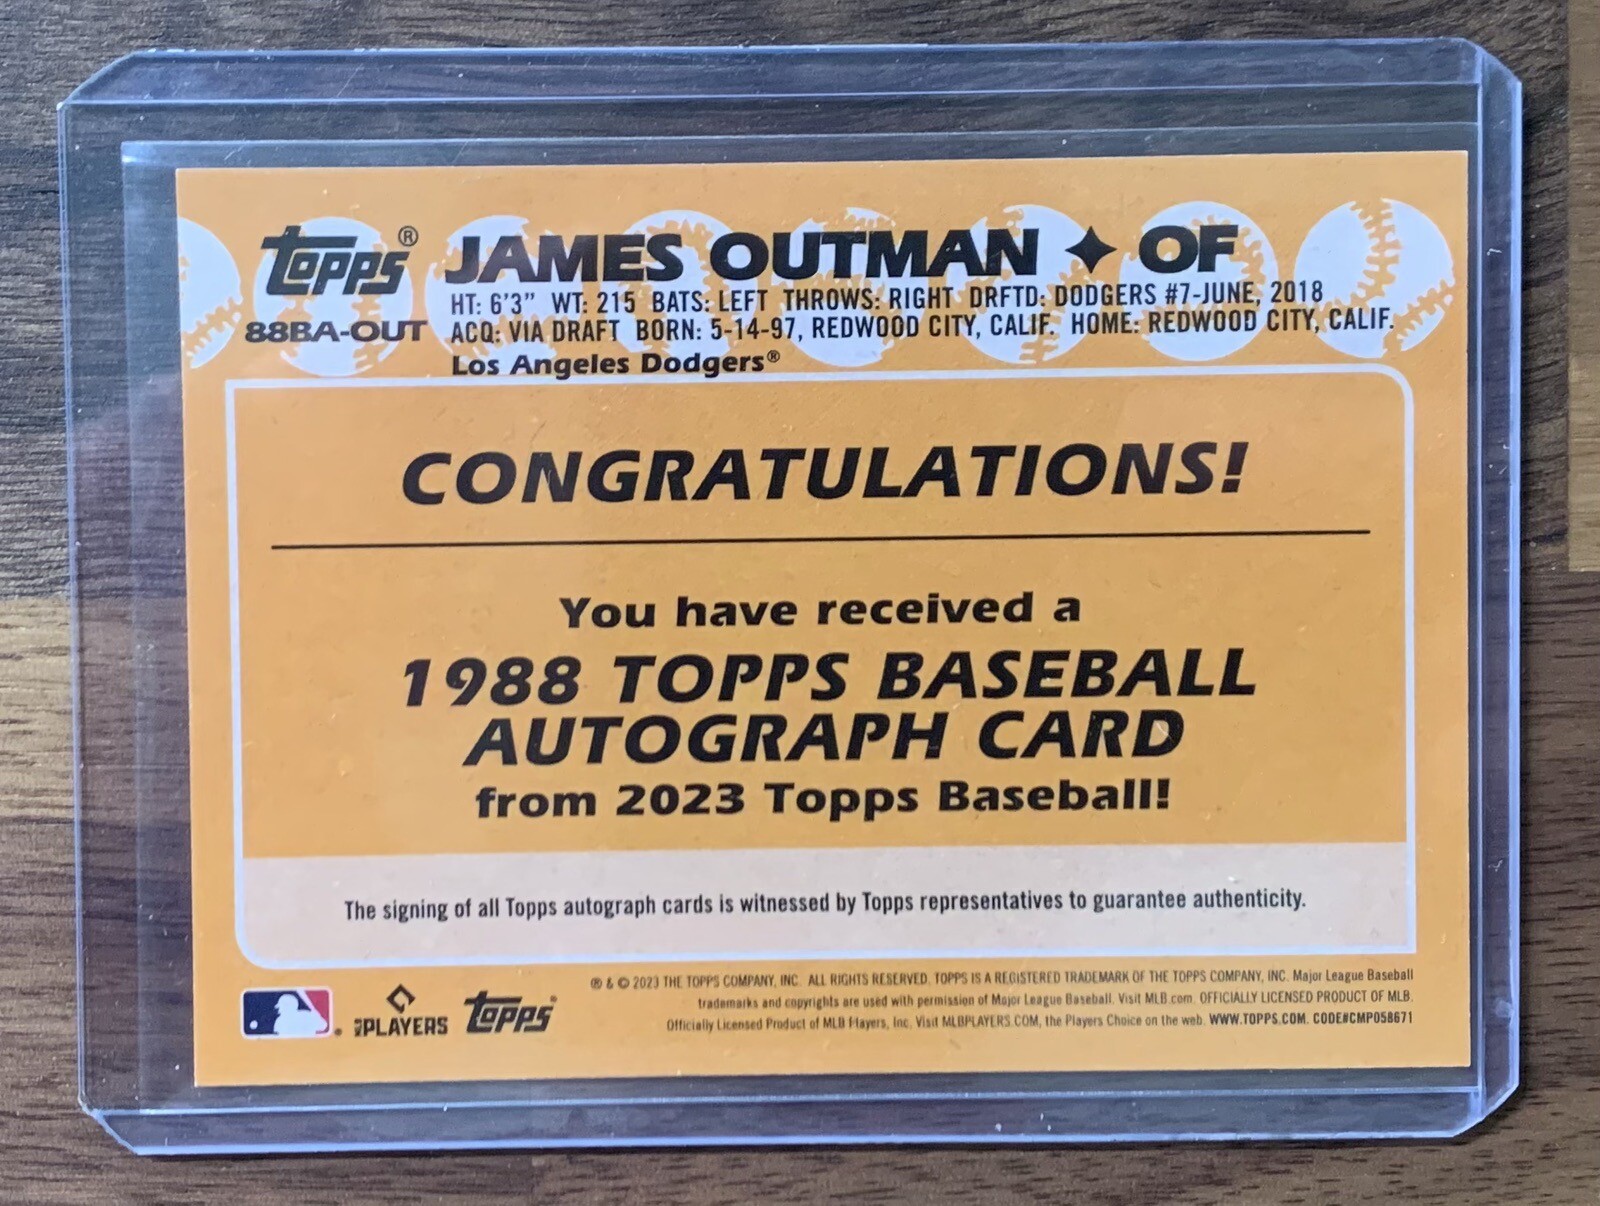 Topps®
JAMES OUTMAN ✦ OF
HT: 6'3" WT: 215 BATS: LEFT THROWS: RIGHT DRFTD: DODGERS #7-JUNE, 2018
88BA-OUT ACQ: VIA DRAFT BORN: 5-14-97, REDWOOD CITY, CALIF. HOME: REDWOOD CITY, CALIF.
Los Angeles Dodgers®
CONGRATULATIONS!
You have received a
1988 TOPPS BASEBALL
AUTOGRAPH CARD
from 2023 Topps Baseball!
The signing of all Topps autograph cards is witnessed by Topps representatives to guarantee authenticity.
MLB PLAYERS
Topps®
® & © 2023 THE TOPPS COMPANY, INC. ALL RIGHTS RESERVED. TOPPS IS A REGISTERED TRADEMARK OF THE TOPPS COMPANY, INC. Major League Baseball
trademarks and copyrights are used with permission of Major League Baseball. Visit MLB.com. OFFICIALLY LICENSED PRODUCT OF MLB.
Officially Licensed Product of MLB Players, Inc. Visit MLBPLAYERS.COM, the Players Choice on the web. WWW.TOPPS.COM. CODE#CMP058671